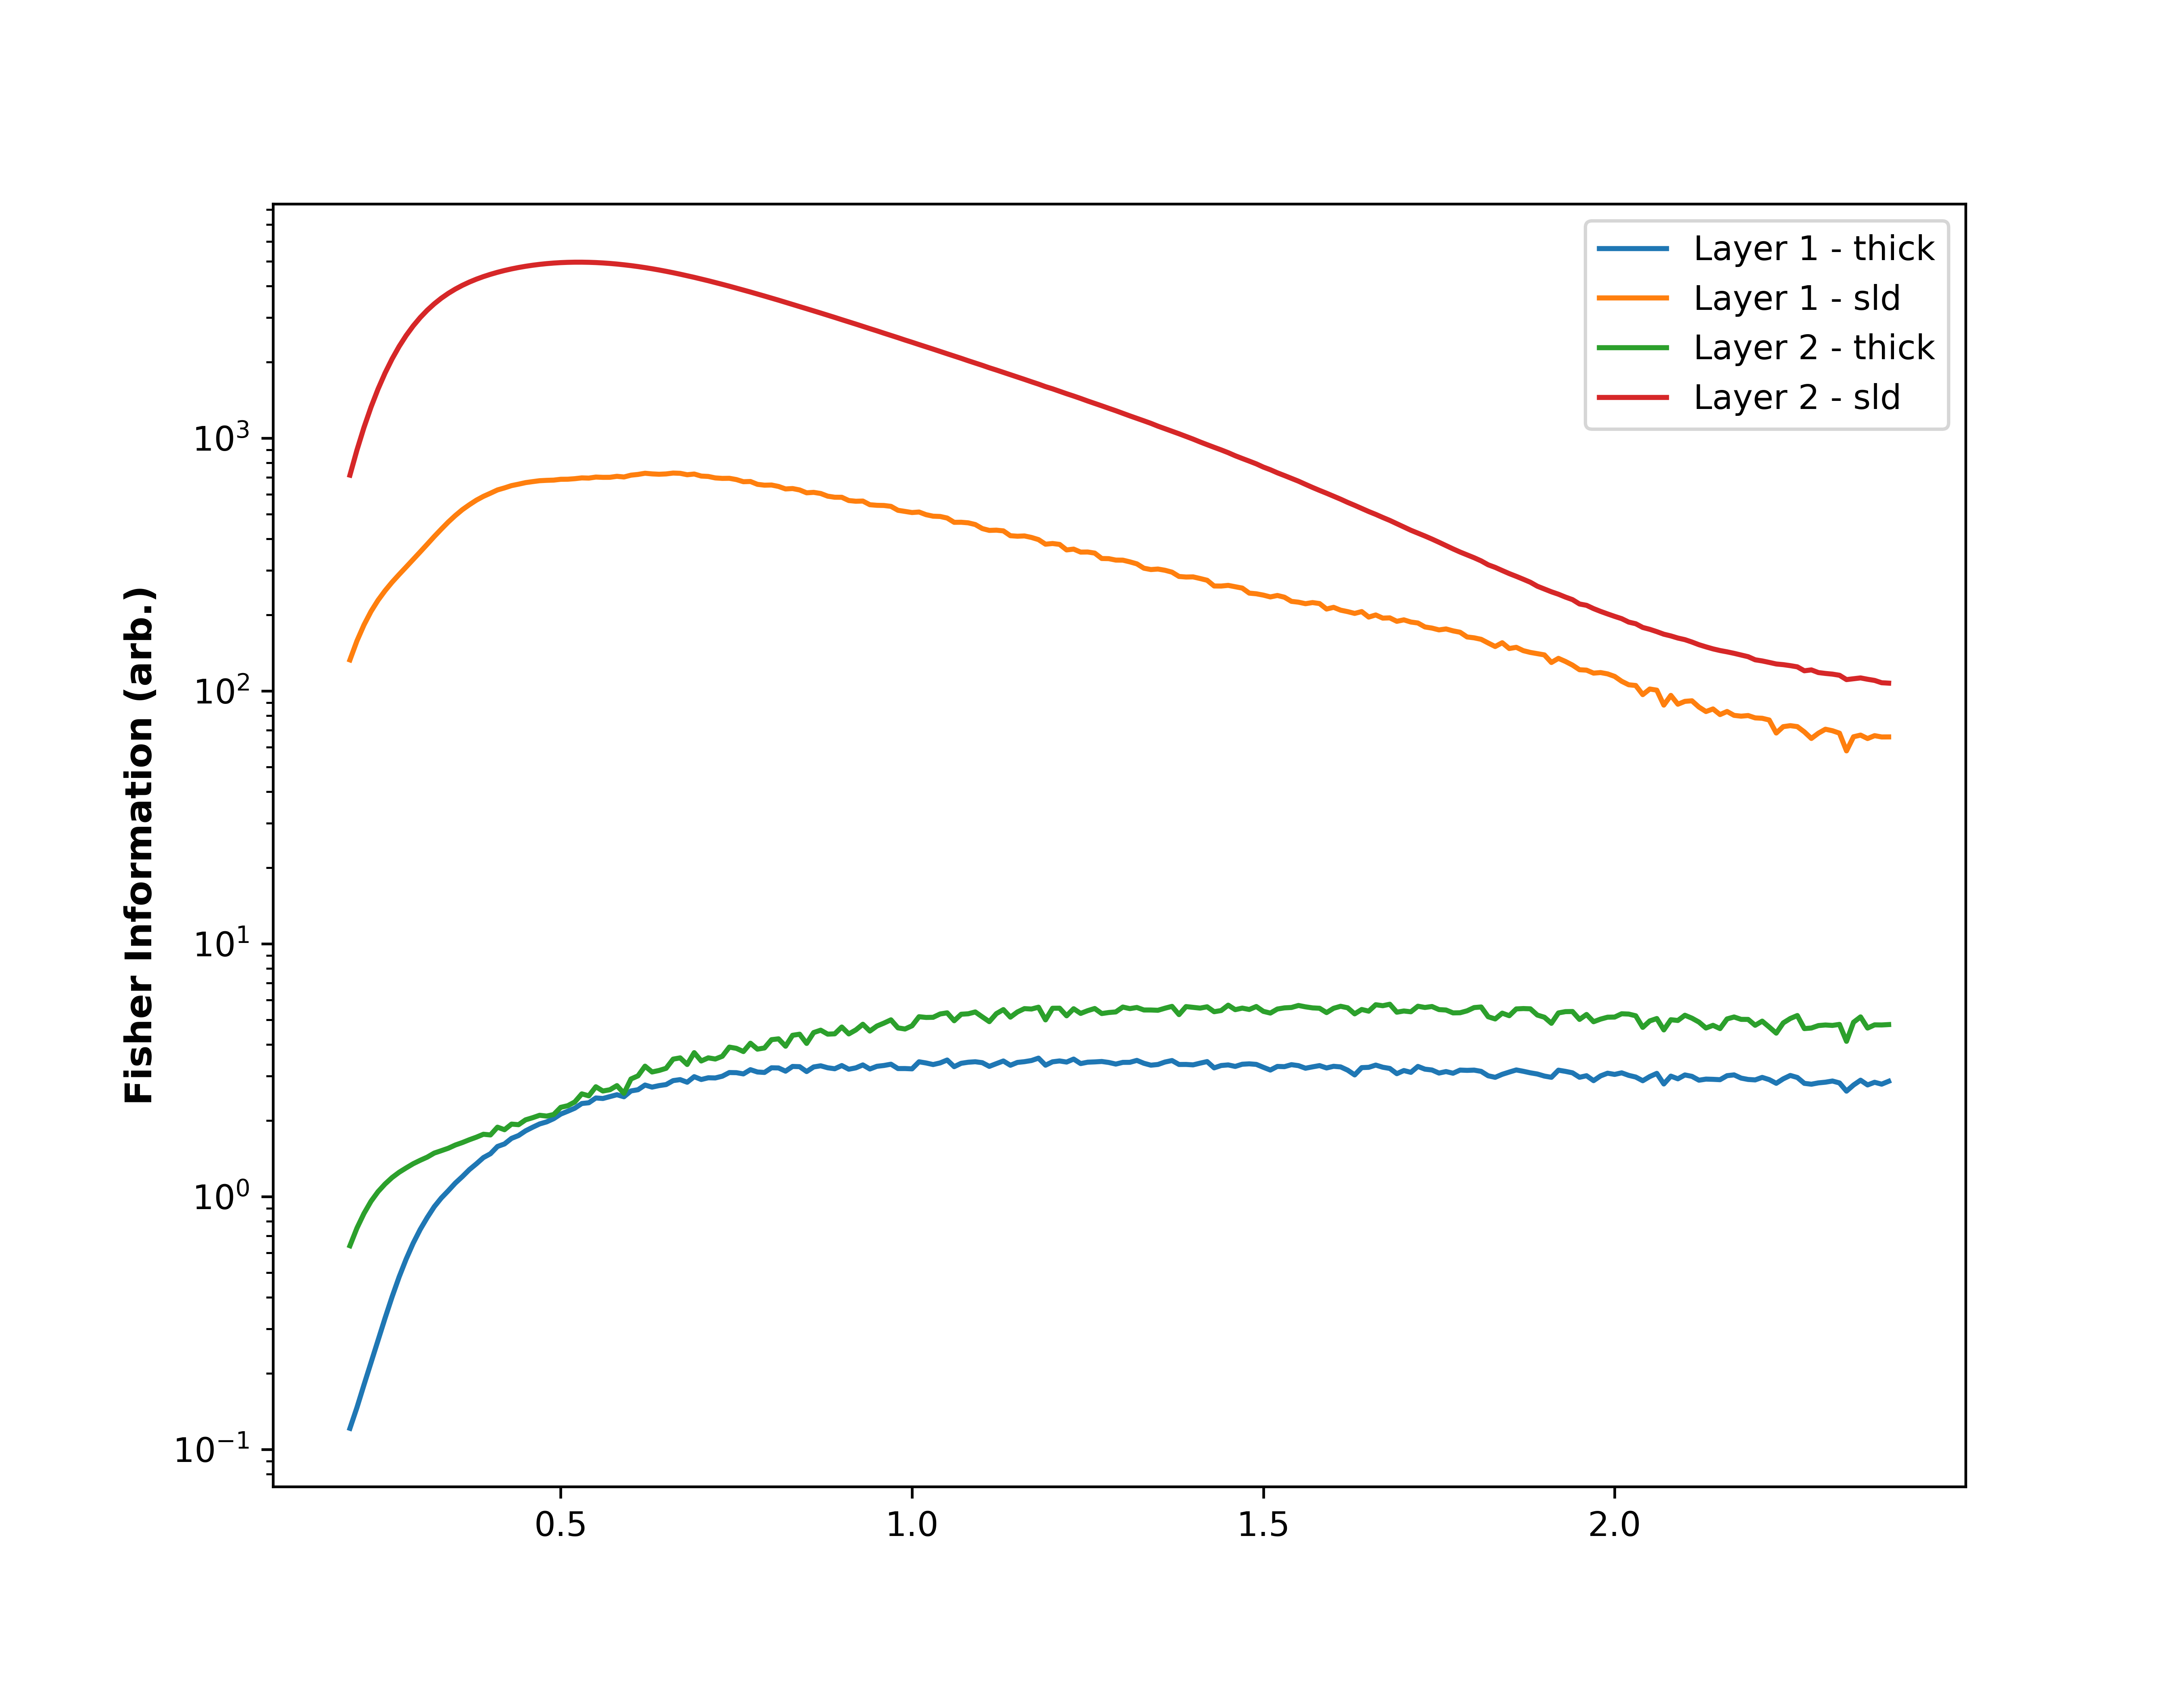 Fisher Information (arb.)
10³
10²
10¹
10⁰
10⁻¹
Layer 1 - thick
Layer 1 - sld
Layer 2 - thick
Layer 2 - sld
0.5 1.0 1.5 2.0